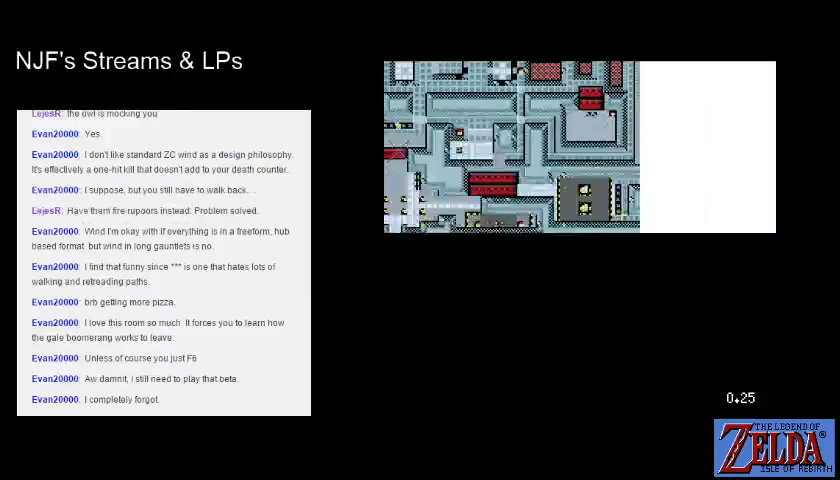 NJF's Streams & LPs
LejesR: the owl is mocking you
Evan20000: Yes.
Evan20000: I don't like standard ZC wind as a design philosophy.
It's effectively a one-hit kill that doesn't add to your death counter.
Evan20000: I suppose, but you still have to walk back. .
LejesR: Have them fire rupoors instead. Problem solved.
Evan20000: Wind I'm okay with if everything is in a freeform, hub
based format. but wind in long gauntlets is no.
Evan20000: I find that funny since *** is one that hates lots of
walking and retreading paths.
Evan20000: brb getting more pizza.
Evan20000: I love this room so much. It forces you to learn how
the gale boomerang works to leave.
Evan20000: Unless of course you just F6
Evan20000: Aw damnit, I still need to play that beta.
Evan20000: I completely forgot.
0.25
THE LEGEND OF
ZELDA®
ISLE OF REBIRTH